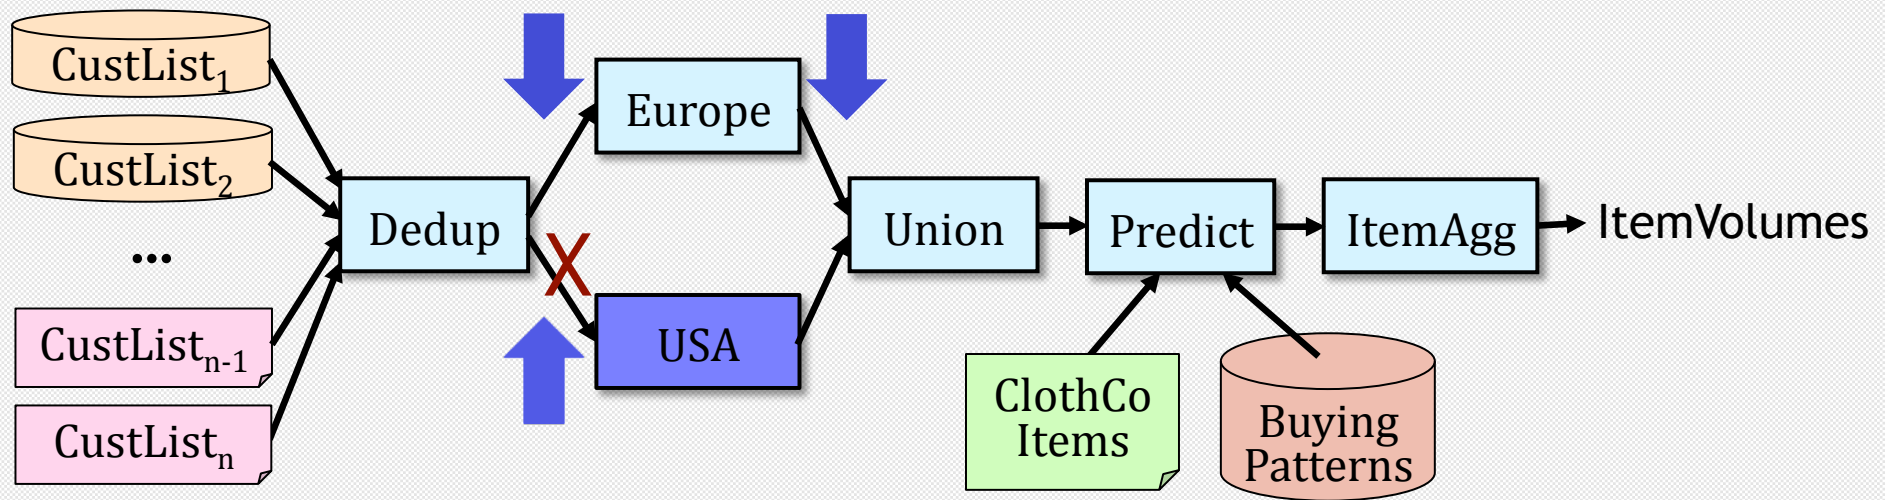 CustList₁
CustList₂
...
CustListₙ₋₁
CustListₙ
Dedup
X
Europe
USA
Union
Predict
ItemAgg
ItemVolumes
ClothCo
Items
Buying
Patterns